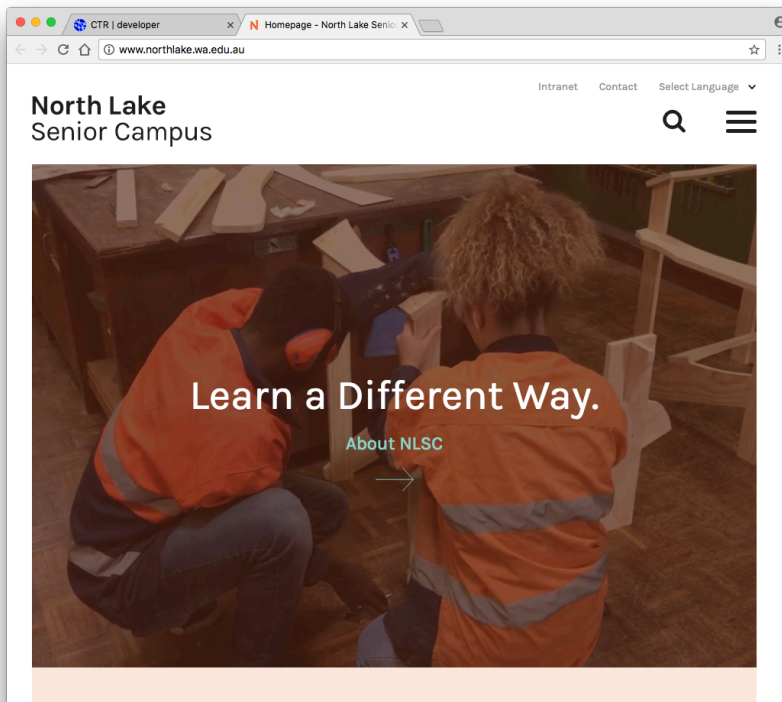 CTR | developer
N Homepage - North Lake Senio
www.northlake.wa.edu.au
Intranet Contact Select Language
North Lake
Senior Campus
Learn a Different Way.
About NLSC